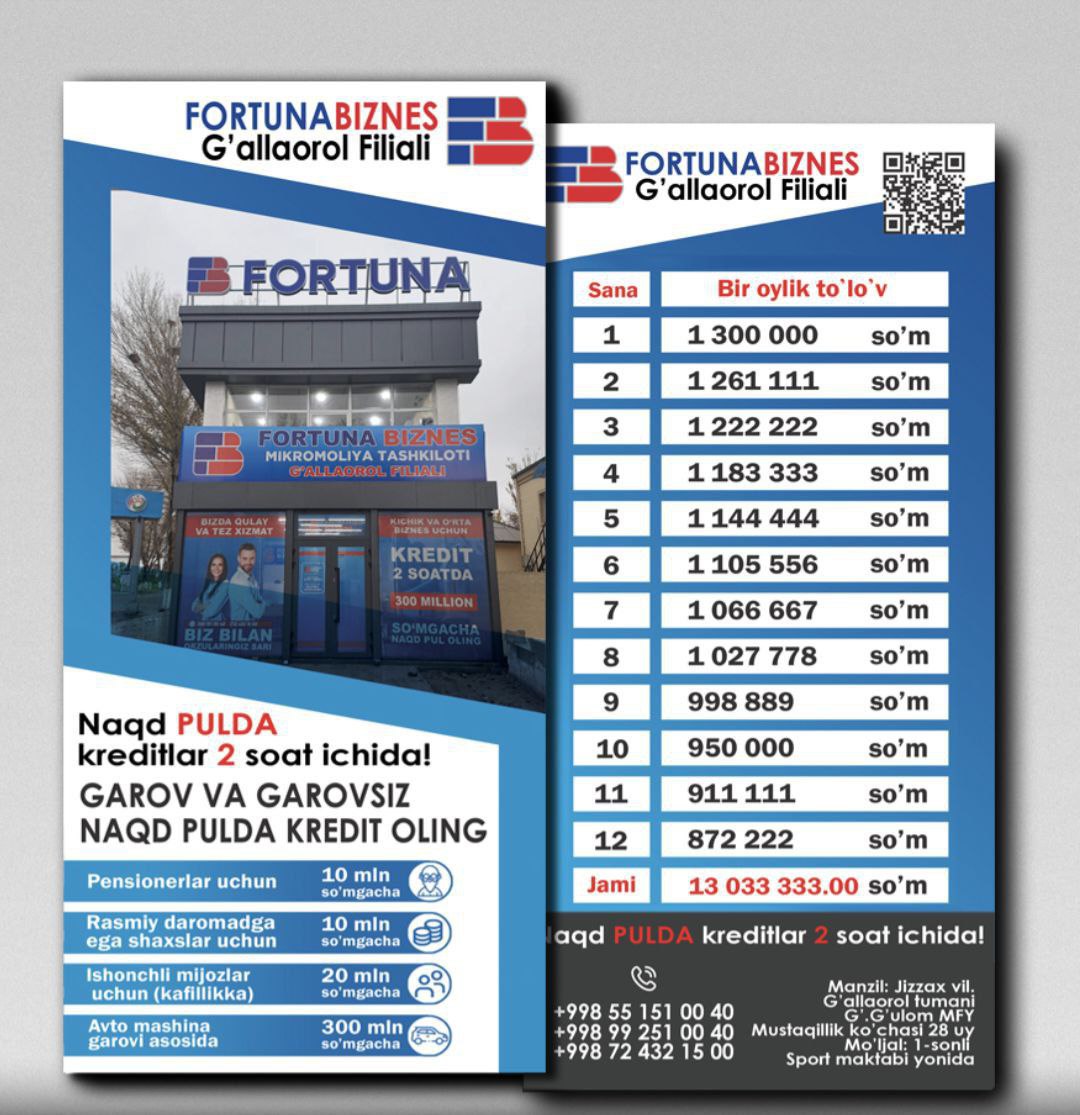 FORTUNABIZNES
G'allaorol Filiali
FORTUNA
FORTUNA BIZNES
MIKROMOLIYA TASHKILOTI
G'ALLAOROL FILIALI
BIZDA QULAY
VA TEZ XIZMAT
BIZ BILAN
ORZULARINGIZ SARI
KICHIK VA O'RTA
BIZNES UCHUN
KREDIT
2 SOATDA
300 MILLION
SO'MGACHA
NAQD PUL OLING
Naqd PULDA
kreditlar 2 soat ichida!
GAROV VA GAROVSIZ
NAQD PULDA KREDIT OLING
Pensionerlar uchun 10 mln so'mgacha
Rasmiy daromadga
ega shaxslar uchun
10 mln
so'mgacha
Ishonchli mijozlar
uchun (kafillikka)
20 mln
so'mgacha
Avto mashina
garovi asosida
300 mln
so'mgacha
FORTUNABIZNES
G'allaorol Filiali
Sana Bir oylik to`lo`v
1 1 300 000 so'm
2 1 261 111 so'm
3 1 222 222 so'm
4 1 183 333 so'm
5 1 144 444 so'm
6 1 105 556 so'm
7 1 066 667 so'm
8 1 027 778 so'm
9 998 889 so'm
10 950 000 so'm
11 911 111 so'm
12 872 222 so'm
Jami 13 033 333.00 so'm
aqd PULDA kreditlar 2 soat ichida!
+998 55 151 00 40
+998 99 251 00 40
+998 72 432 15 00
Manzil: Jizzax vil.
G'allaorol tumani
G'.G'ulom MFY
Mustaqillik ko'chasi 28 uy
Mo'ljal: 1-sonli
Sport maktabi yonida